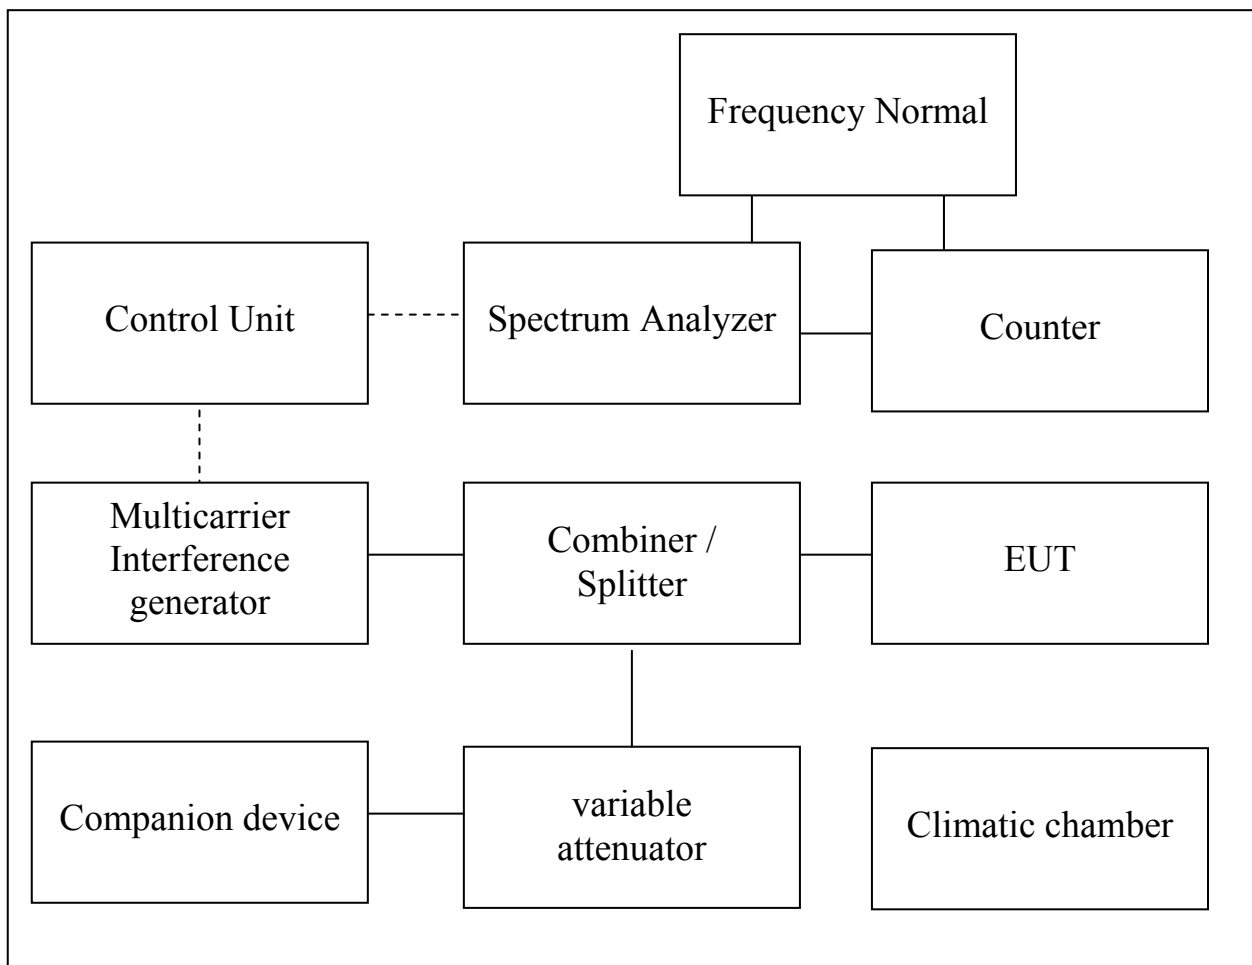 Frequency Normal
Control Unit
Spectrum Analyzer
Counter
Multicarrier
Interference
generator
Combiner /
Splitter
EUT
Companion device
variable
attenuator
Climatic chamber